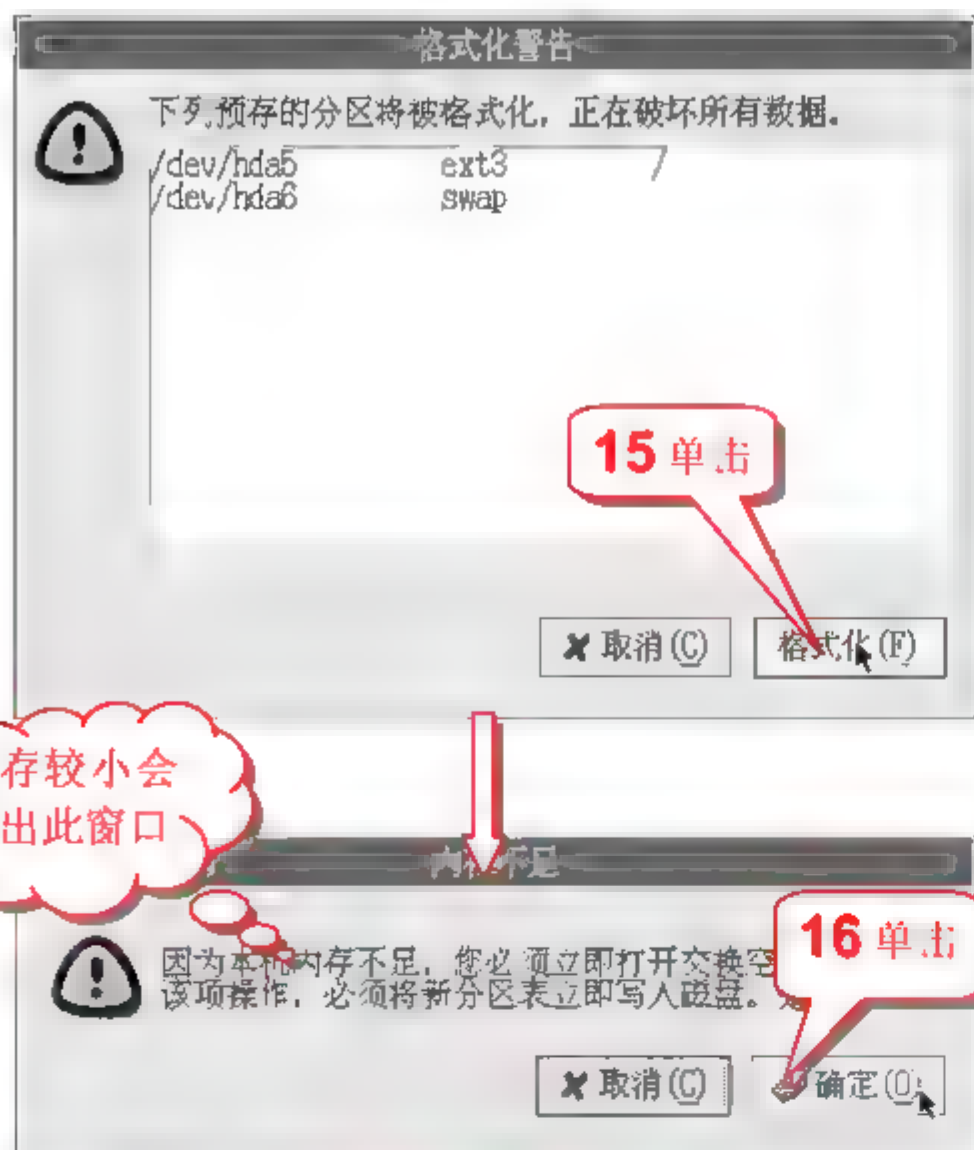 格式化警告
下列预存的分区将被格式化，正在破坏所有数据.
/dev/hda5 ext3 /
/dev/hda6 swap
15 单击
取消(C) 格式化(F)
存较小会
出此窗口
内存不足
16 单击
因为本机内存不足，您必须立即打开交换空
该项操作，必须将新分区表立即写入磁盘。
取消(C) 确定(O)